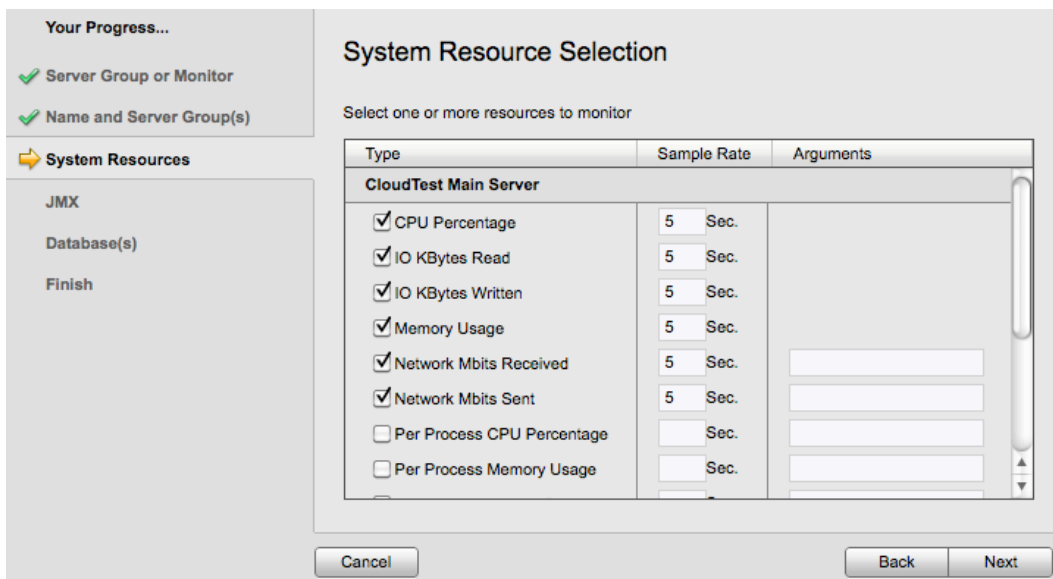 Your Progress...
Server Group or Monitor
Name and Server Group(s)
System Resources
JMX
Database(s)
Finish
System Resource Selection
Select one or more resources to monitor
Type Sample Rate Arguments
CloudTest Main Server
CPU Percentage 5 Sec.
IO KBytes Read 5 Sec.
IO KBytes Written 5 Sec.
Memory Usage 5 Sec.
Network Mbits Received 5 Sec.
Network Mbits Sent 5 Sec.
Per Process CPU Percentage Sec.
Per Process Memory Usage Sec.
Cancel Back Next